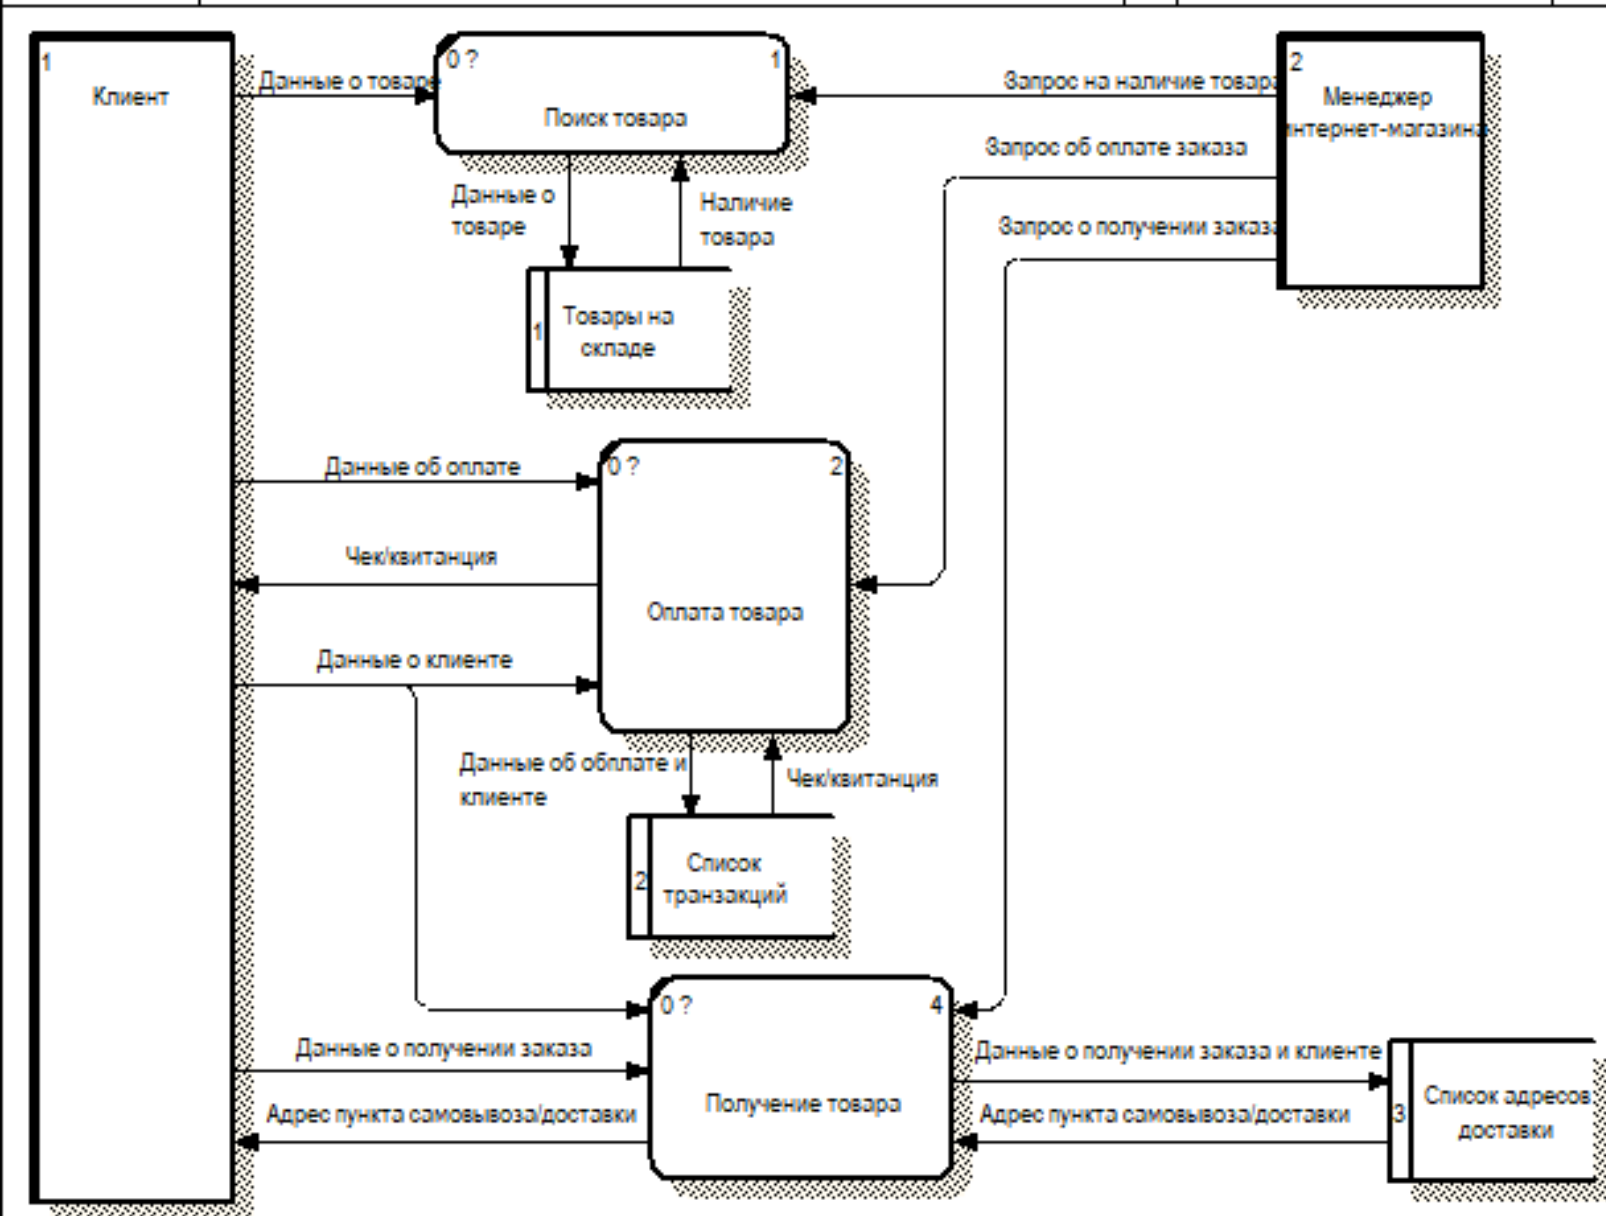 1
Клиент
Данные о товаре
0 ?
1
Поиск товара
Запрос на наличие товара
2
Менеджер
интернет-магазина
Запрос об оплате заказа
Запрос о получении заказа
Данные о
товаре
Наличие
товара
1
Товары на
складе
Данные об оплате
0 ?
2
Чек/квитанция
Оплата товара
Данные о клиенте
Данные об обплате и
клиенте
Чек/квитанция
2
Список
транзакций
0 ?
4
Данные о получении заказа
Получение товара
Адрес пункта самовывоза/доставки
Данные о получении заказа и клиенте
Адрес пункта самовывоза/доставки
3
Список адресов
доставки